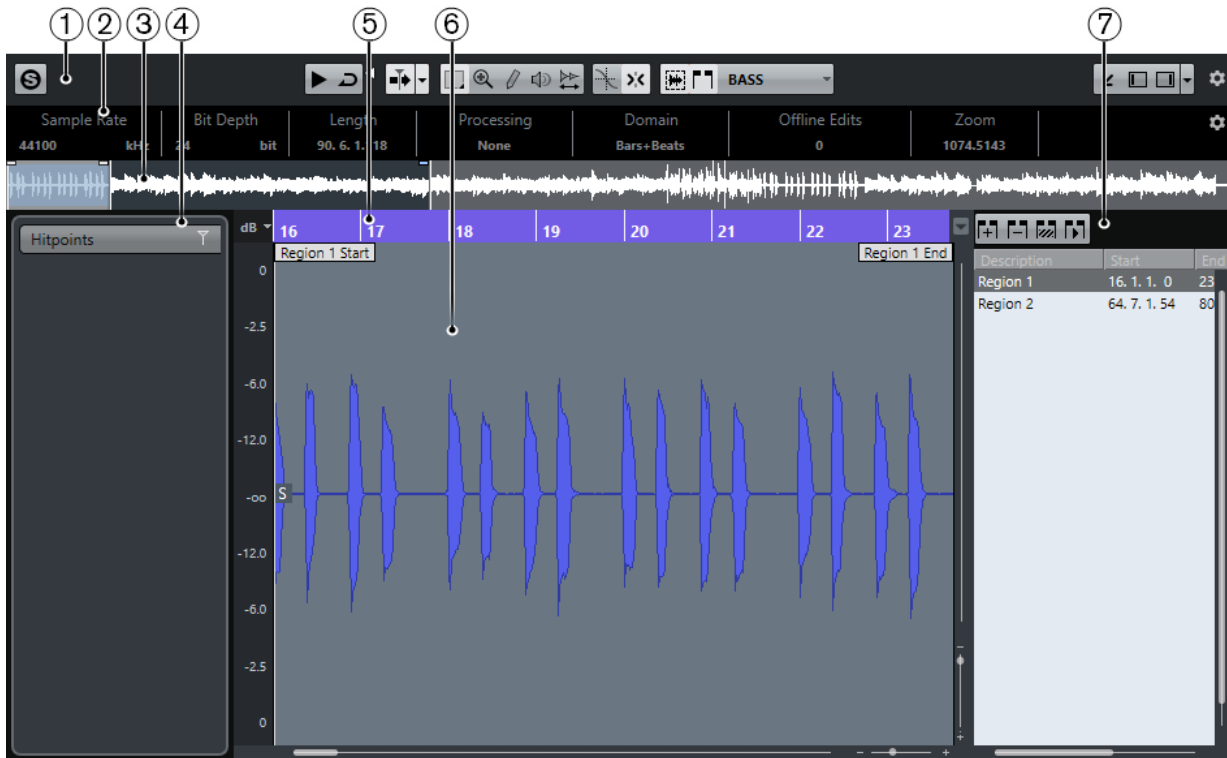 1 2 3 4 5 6 7
S
BASS
Sample Rate Bit Depth Length Processing Domain Offline Edits Zoom
44100 kHz 24 bit 90. 6. 1. 18 None Bars+Beats 0 1074.5143
Hitpoints
dB 16 17 18 19 20 21 22 23
Region 1 Start Region 1 End
Description Start End
Region 1 16. 1. 1. 0 23
Region 2 64. 7. 1. 54 80
0
-2.5
-6.0
-12.0
-oo S
-12.0
-6.0
-2.5
0